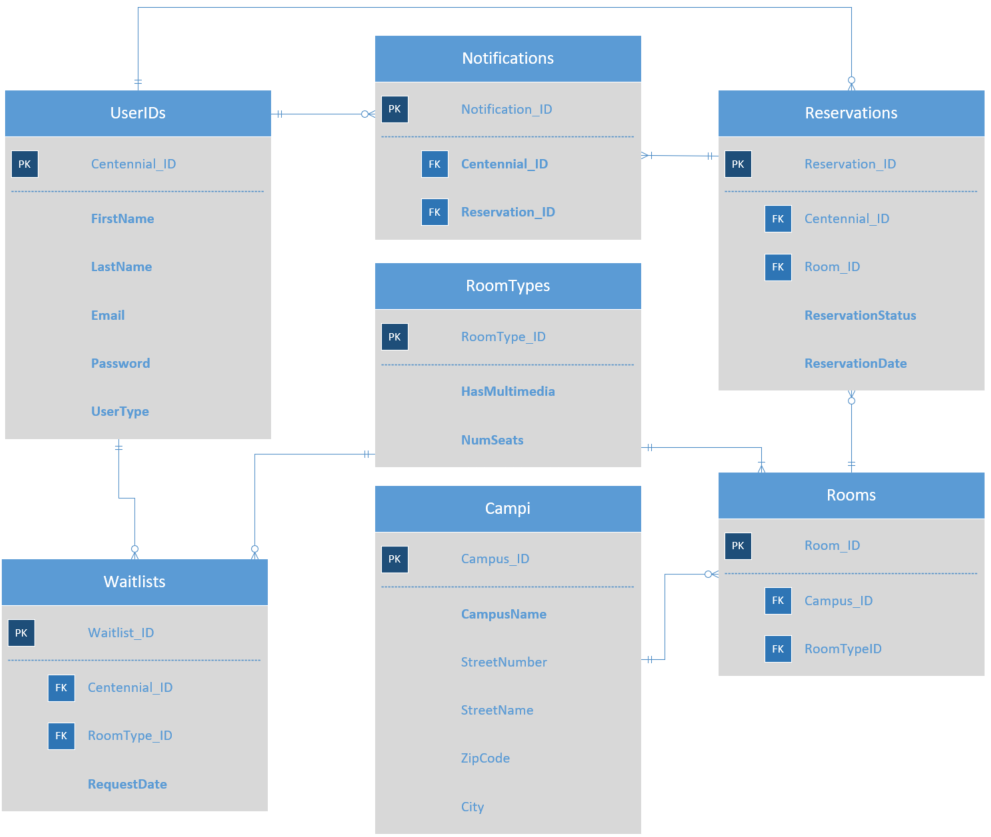 UserIDs
PK Centennial_ID
FirstName
LastName
Email
Password
UserType
Notifications
PK Notification_ID
FK Centennial_ID
FK Reservation_ID
Reservations
PK Reservation_ID
FK Centennial_ID
FK Room_ID
ReservationStatus
ReservationDate
RoomTypes
PK RoomType_ID
HasMultimedia
NumSeats
Waitlists
PK Waitlist_ID
FK Centennial_ID
FK RoomType_ID
RequestDate
Campi
PK Campus_ID
CampusName
StreetNumber
StreetName
ZipCode
City
Rooms
PK Room_ID
FK Campus_ID
FK RoomTypeID